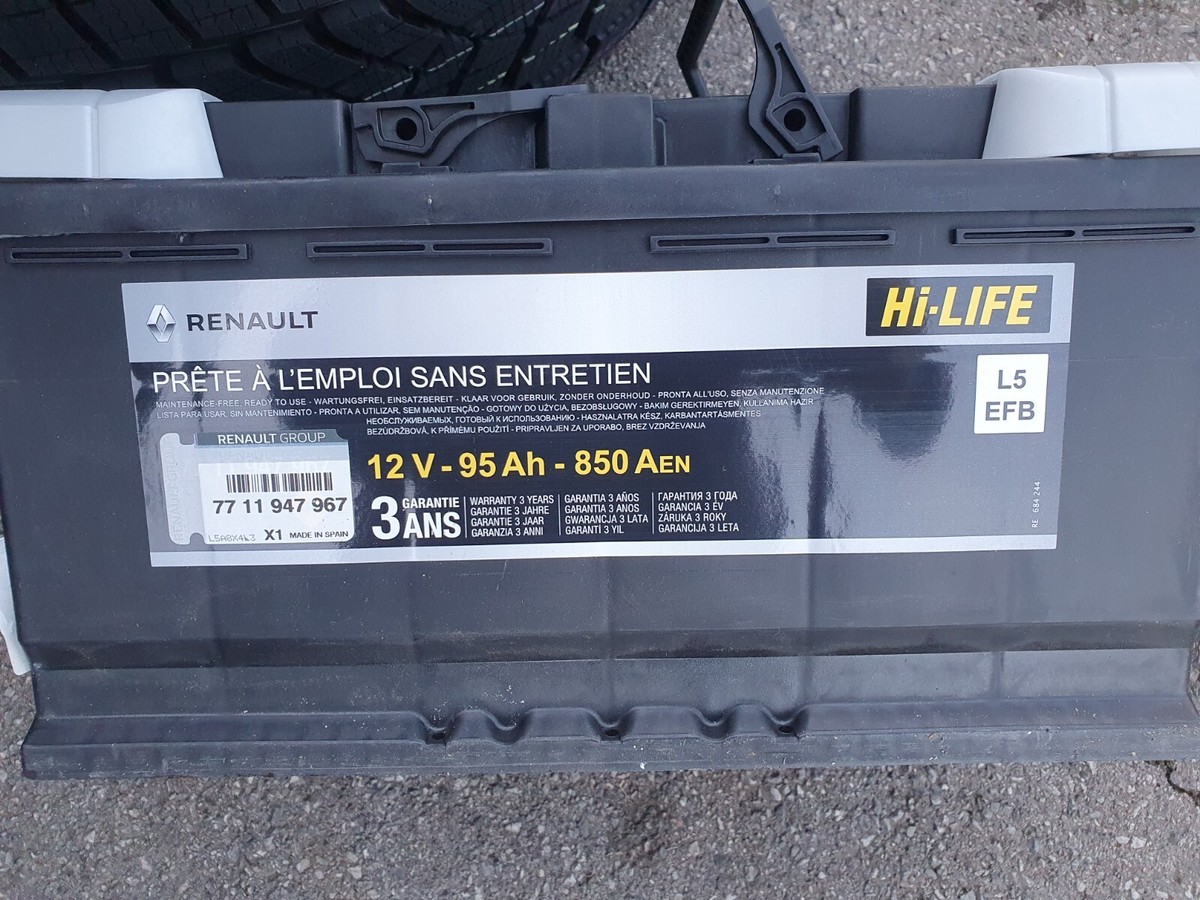 RENAULT
Hi-LIFE
PRÊTE À L'EMPLOI SANS ENTRETIEN
L5
EFB
MAINTENANCE-FREE, READY TO USE - WARTUNGSFREI, EINSATZBEREIT - KLAAR VOOR GEBRUIK, ZONDER ONDERHOUD - PRONTA ALL'USO, SENZA MANUTENZIONE
LISTA PARA USAR, SIN MANTENIMIENTO - PRONTA A UTILIZAR, SEM MANUTENÇÃO - GOTOWY DO UŻYCIA, BEZOBSŁUGOWY - BAKIM GEREKTIRMEYEN, KULLANIMA HAZIR
НЕОБСЛУЖИВАЕМЫХ, ГОТОВЫЙ К ИСПОЛЬЗОВАНИЮ - HASZNALATRA KÉSZ, KARBANTARTÁSMENTES
BEZÚDRŽBOVÁ, K PŘÍMÉMU POUŽITÍ - PRIPRAVLJEN ZA UPORABO, BREZ VZDRŽEVANJA
RENAULT GROUP
77 11 947 967
X1 MADE IN SPAIN
12 V - 95 Ah - 850 AEN
3 GARANTIE
ANS
WARRANTY 3 YEARS
GARANTIE 3 JAHRE
GARANTIE 3 JAAR
GARANZIA 3 ANNI
GARANTIA 3 AÑOS
GARANTIA 3 ANOS
GWARANCJA 3 LATA
GARANTI 3 YIL
ГАРАНТИЯ 3 ГОДА
GARANCIA 3 ÉV
ZÁRUKA 3 ROKY
GARANCIJA 3 LETA
RE 684 244